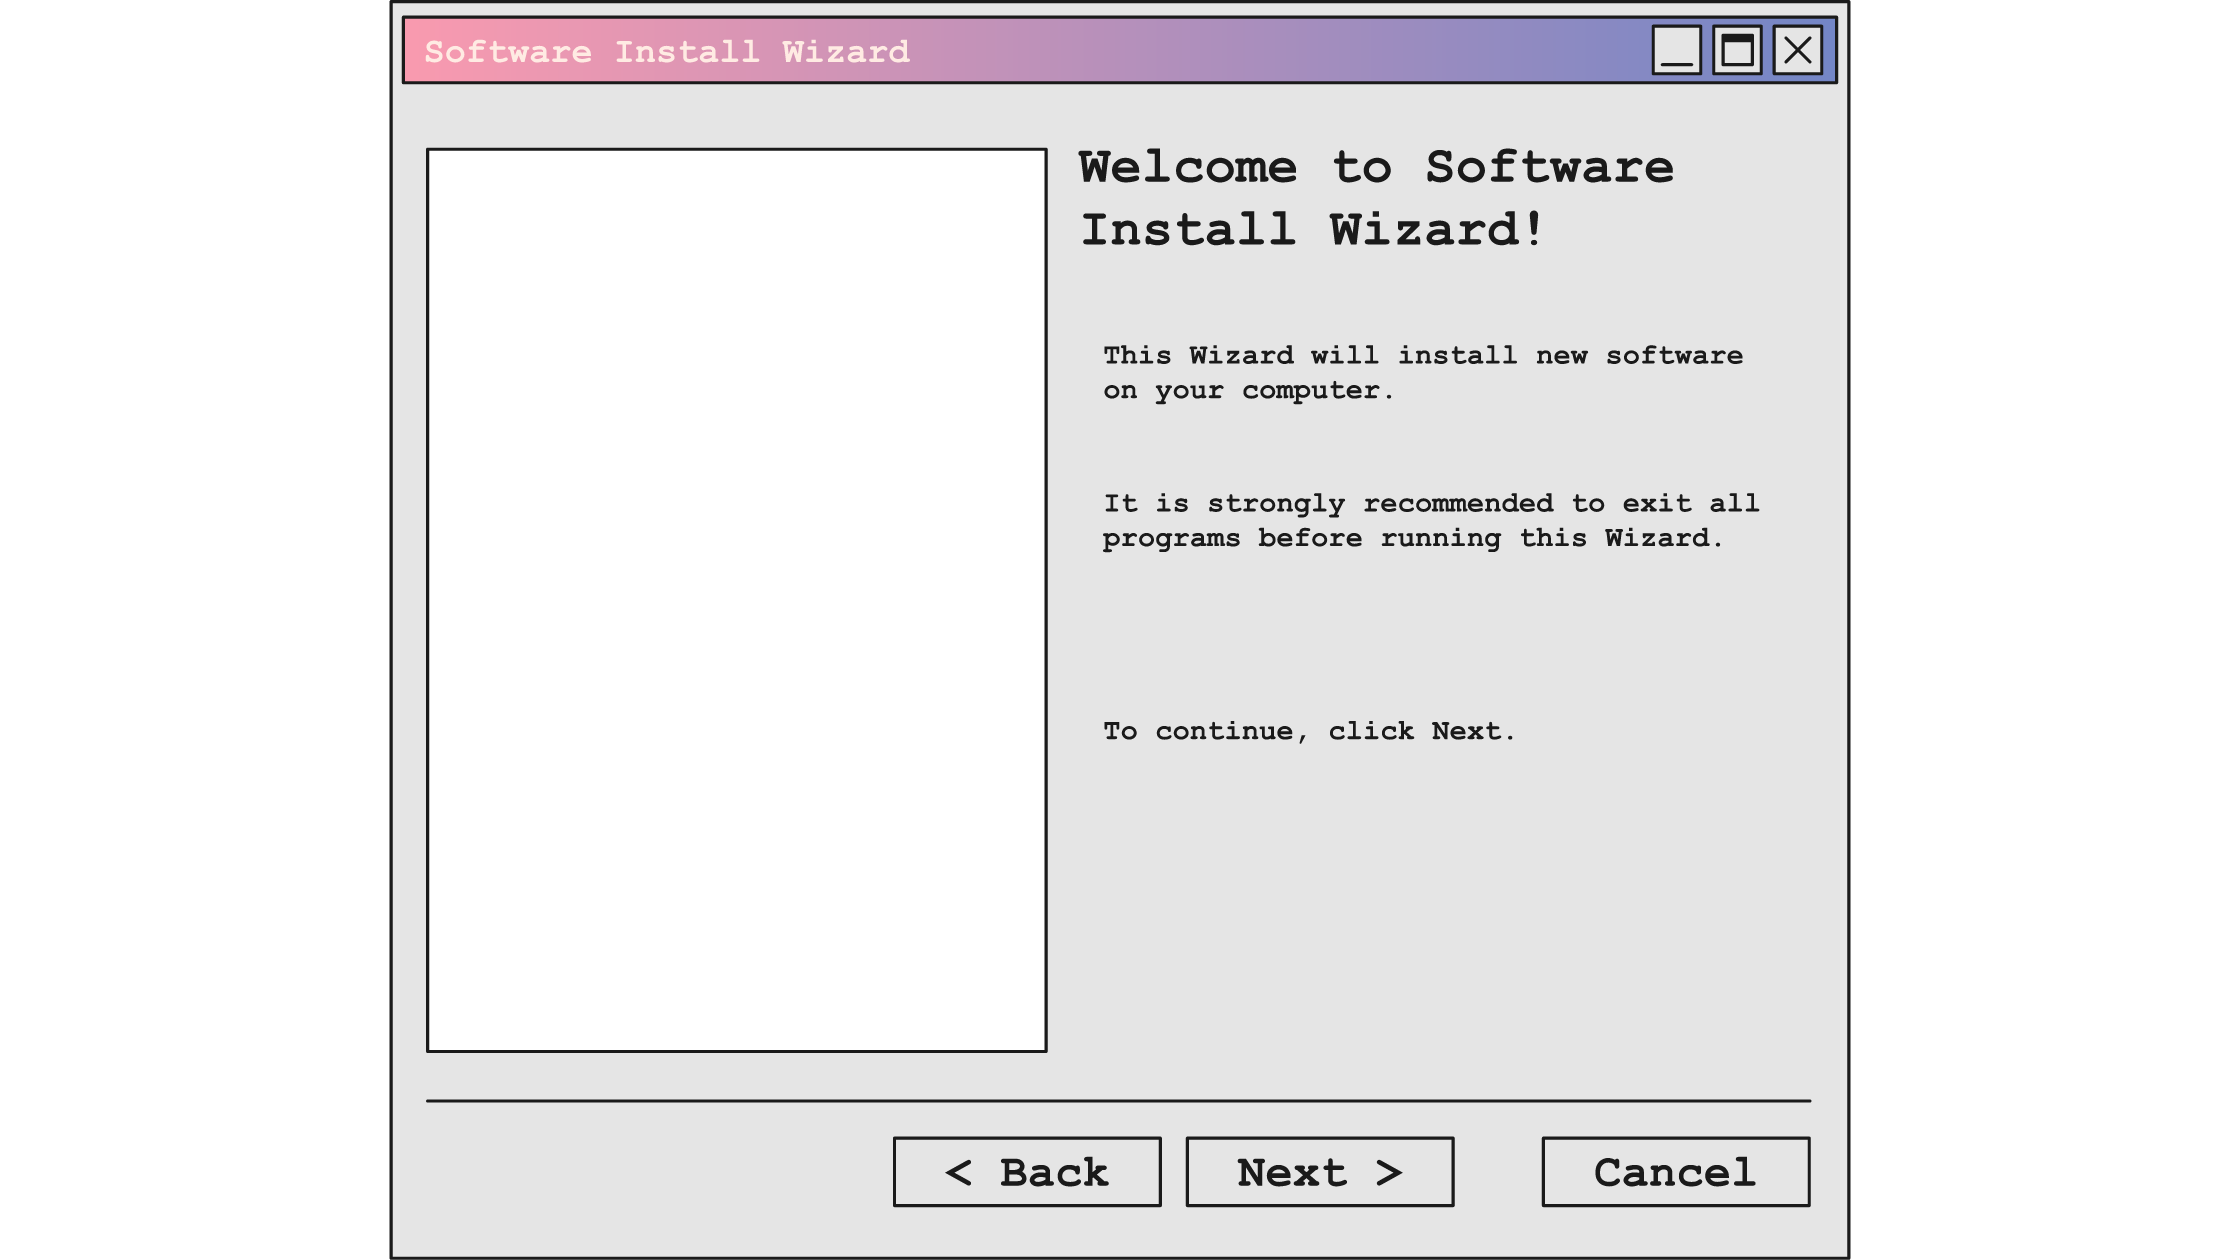 Software Install Wizard
Welcome to Software
Install Wizard!
This Wizard will install new software
on your computer.
It is strongly recommended to exit all
programs before running this Wizard.
To continue, click Next.
< Back
Next >
Cancel